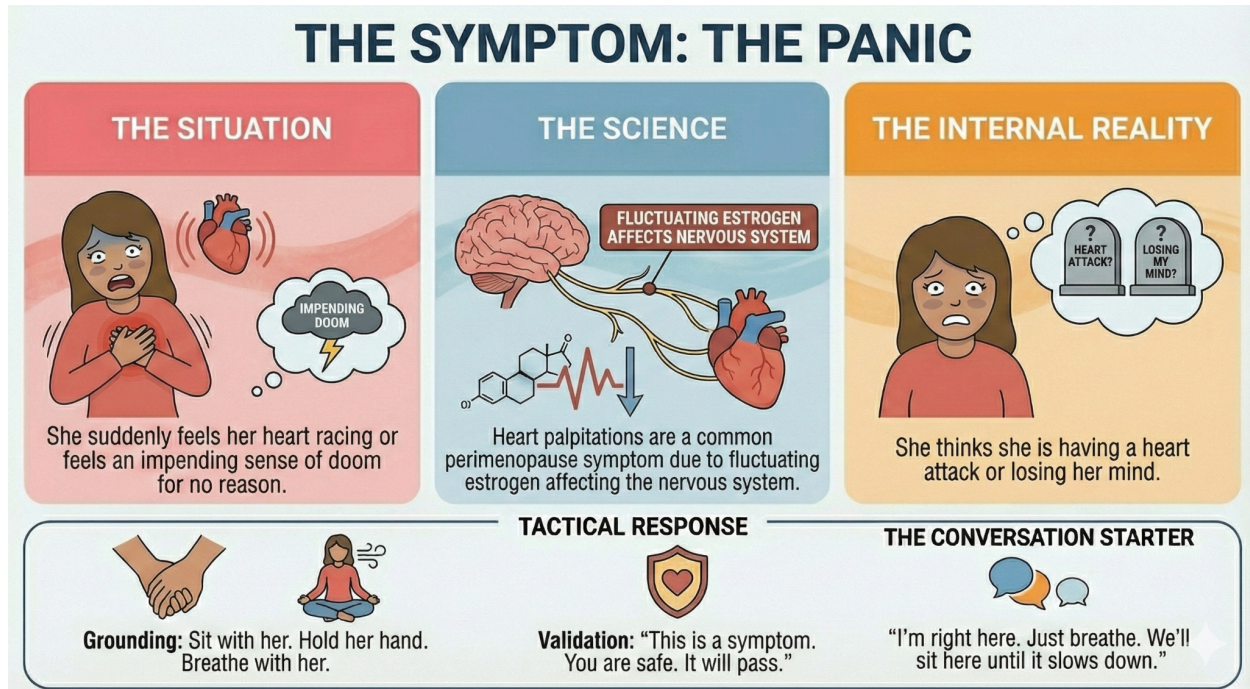 THE SYMPTOM: THE PANIC
THE SITUATION
IMPENDING
DOOM
She suddenly feels her heart racing or
feels an impending sense of doom
for no reason.
THE SCIENCE
FLUCTUATING ESTROGEN
AFFECTS NERVOUS SYSTEM
Heart palpitations are a common
perimenopause symptom due to fluctuating
estrogen affecting the nervous system.
THE INTERNAL REALITY
?
HEART
ATTACK?
?
LOSING
MY
MIND?
She thinks she is having a heart
attack or losing her mind.
TACTICAL RESPONSE
Grounding: Sit with her. Hold her hand.
Breathe with her.
Validation: “This is a symptom.
You are safe. It will pass.”
THE CONVERSATION STARTER
“I’m right here. Just breathe. We’ll
sit here until it slows down.”